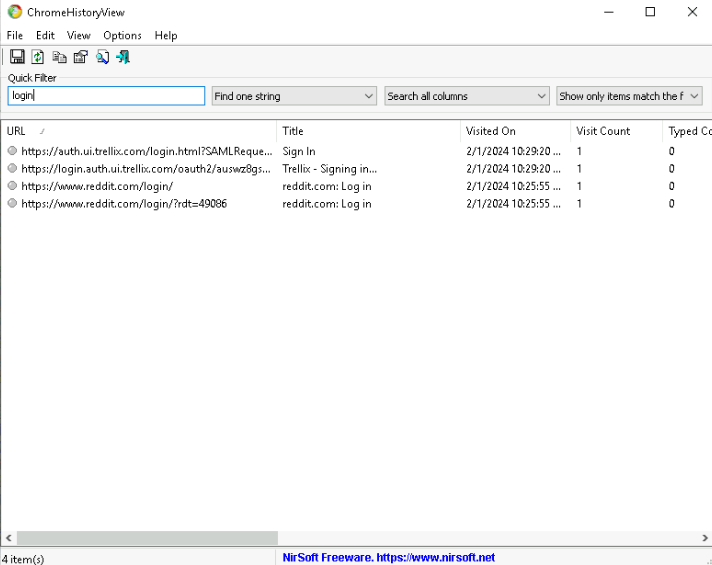 ChromeHistoryView
File Edit View Options Help
Quick Filter
login Find one string Search all columns Show only items match the f
URL Title Visited On Visit Count Typed Co
https://auth.ui.trellix.com/login.html?SAMLReque... Sign In 2/1/2024 10:29:20 ... 1 0
https://login.auth.ui.trellix.com/oauth2/auswz8gs... Trellix - Signing in... 2/1/2024 10:29:20 ... 1 0
https://www.reddit.com/login/ reddit.com: Log in 2/1/2024 10:25:55 ... 1 0
https://www.reddit.com/login/?rdt=49086 reddit.com: Log in 2/1/2024 10:25:55 ... 1 0
4 item(s) NirSoft Freeware. https://www.nirsoft.net